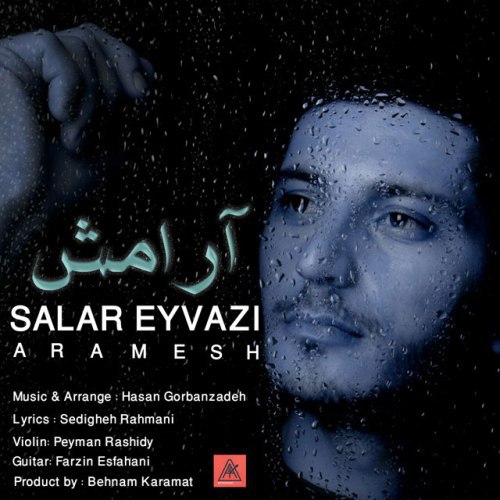 آرامش
SALAR EYVAZI
ARAMESH
Music & Arrange : Hasan Gorbanzadeh
Lyrics : Sedigheh Rahmani
Violin: Peyman Rashidy
Guitar: Farzin Esfahani
Product by : Behnam Karamat